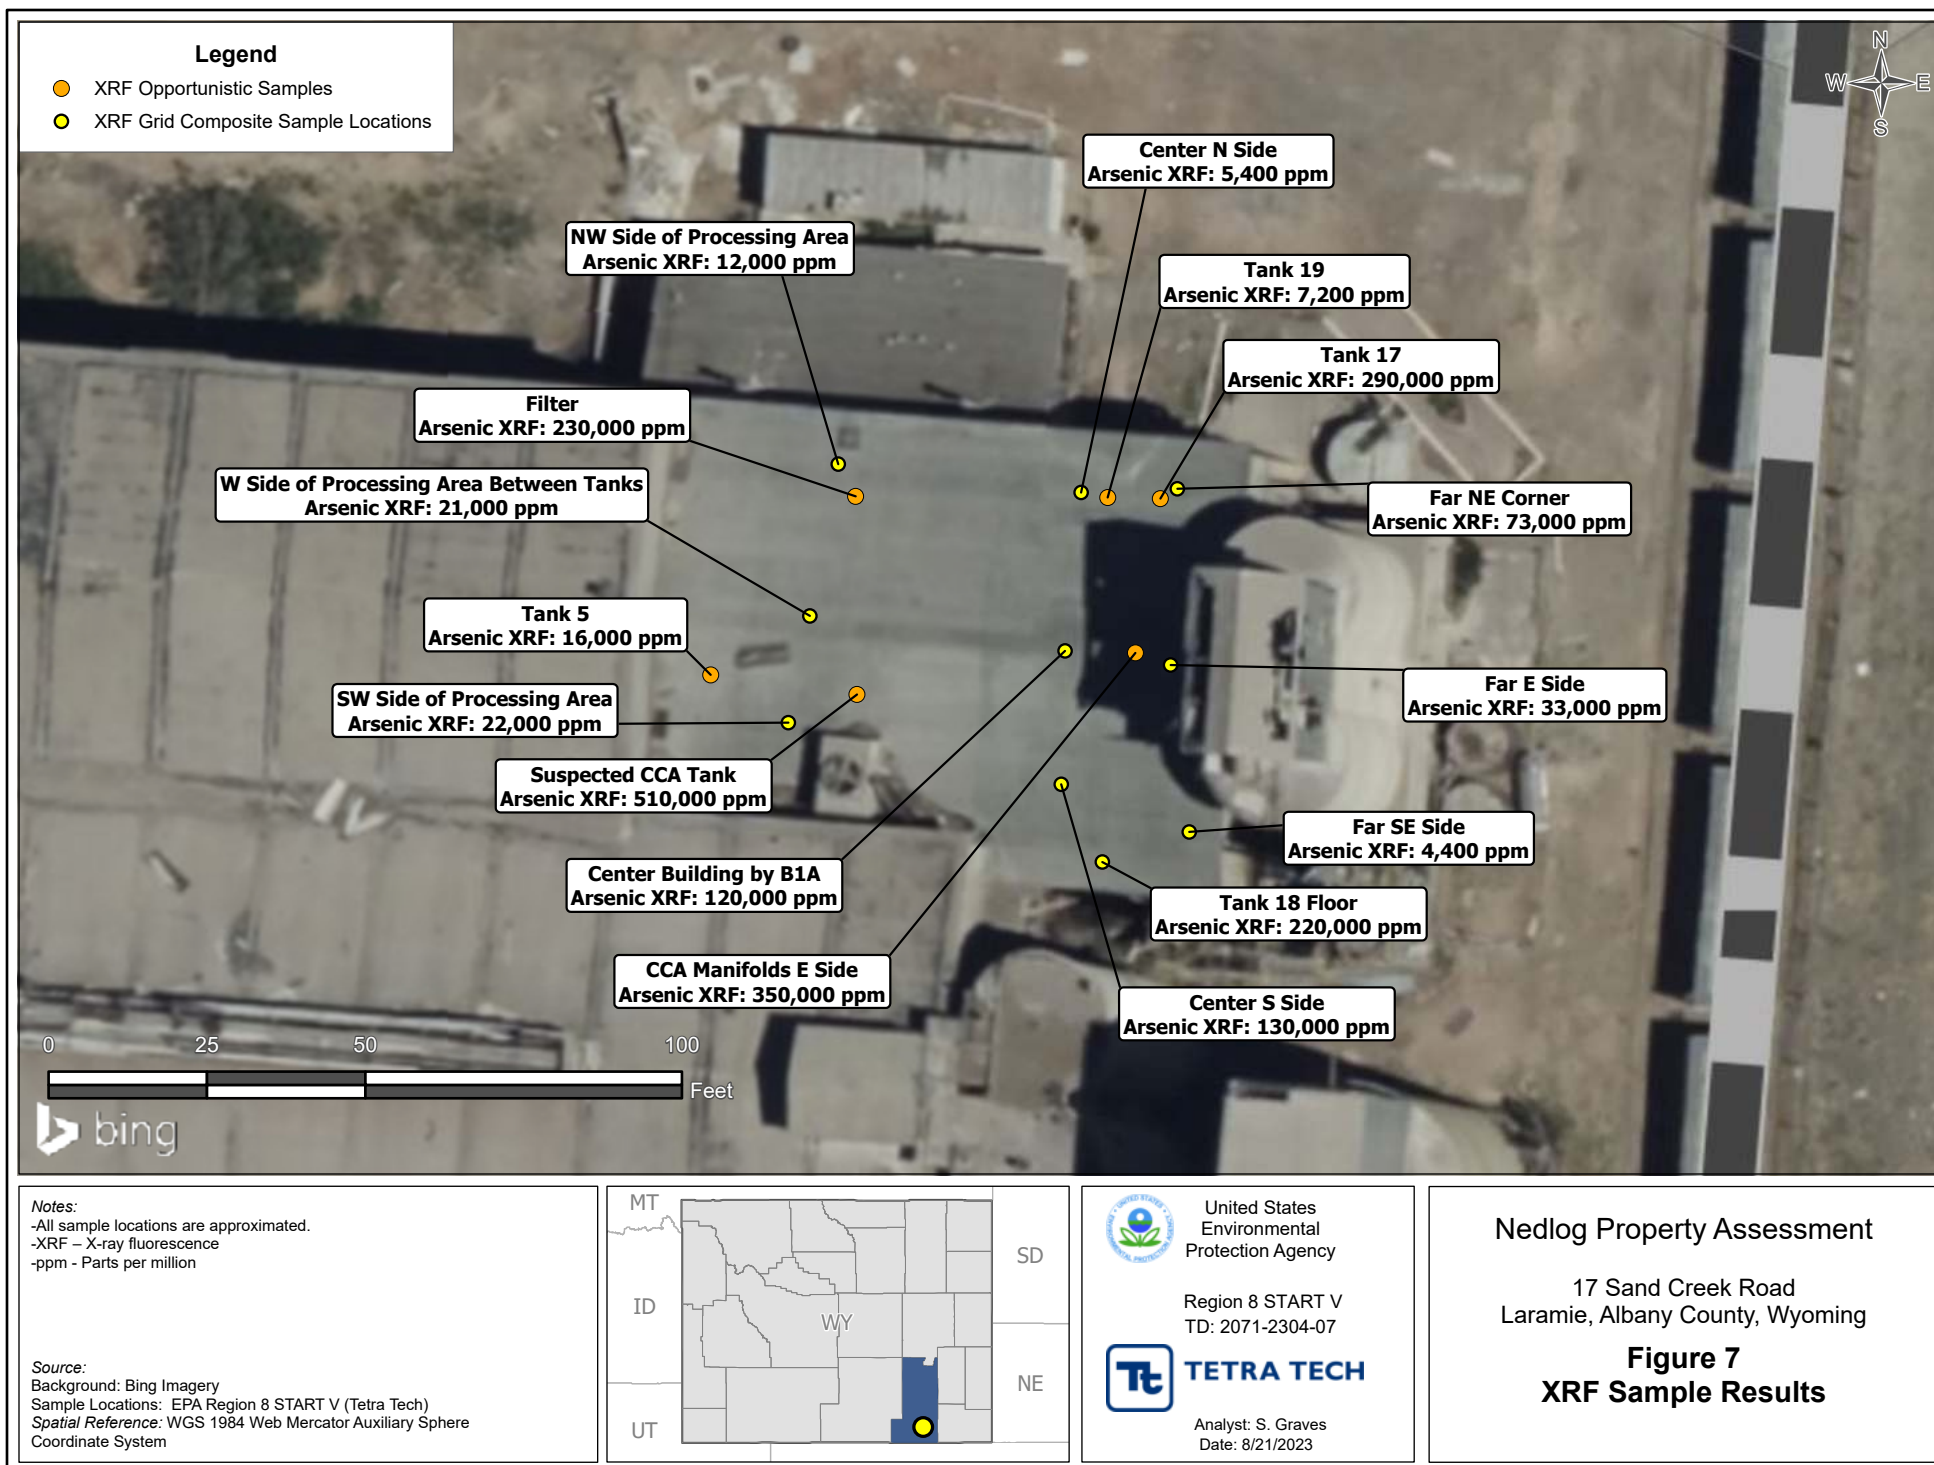 Legend
XRF Opportunistic Samples
XRF Grid Composite Sample Locations
N
W
E
S
Center N Side
Arsenic XRF: 5,400 ppm
NW Side of Processing Area
Arsenic XRF: 12,000 ppm
Tank 19
Arsenic XRF: 7,200 ppm
Tank 17
Arsenic XRF: 290,000 ppm
Filter
Arsenic XRF: 230,000 ppm
W Side of Processing Area Between Tanks
Arsenic XRF: 21,000 ppm
Far NE Corner
Arsenic XRF: 73,000 ppm
Tank 5
Arsenic XRF: 16,000 ppm
SW Side of Processing Area
Arsenic XRF: 22,000 ppm
Far E Side
Arsenic XRF: 33,000 ppm
Suspected CCA Tank
Arsenic XRF: 510,000 ppm
Far SE Side
Arsenic XRF: 4,400 ppm
Center Building by B1A
Arsenic XRF: 120,000 ppm
Tank 18 Floor
Arsenic XRF: 220,000 ppm
CCA Manifolds E Side
Arsenic XRF: 350,000 ppm
Center S Side
Arsenic XRF: 130,000 ppm
0 25 50 100
Feet
bing
Notes:
-All sample locations are approximated.
-XRF – X-ray fluorescence
-ppm - Parts per million
Source:
Background: Bing Imagery
Sample Locations: EPA Region 8 START V (Tetra Tech)
Spatial Reference: WGS 1984 Web Mercator Auxiliary Sphere
Coordinate System
MT
SD
ID
WY
NE
UT
UNITED STATES
ENVIRONMENTAL PROTECTION AGENCY
United States
Environmental
Protection Agency
Region 8 START V
TD: 2071-2304-07
Tt
TETRA TECH
Analyst: S. Graves
Date: 8/21/2023
Nedlog Property Assessment
17 Sand Creek Road
Laramie, Albany County, Wyoming
Figure 7
XRF Sample Results